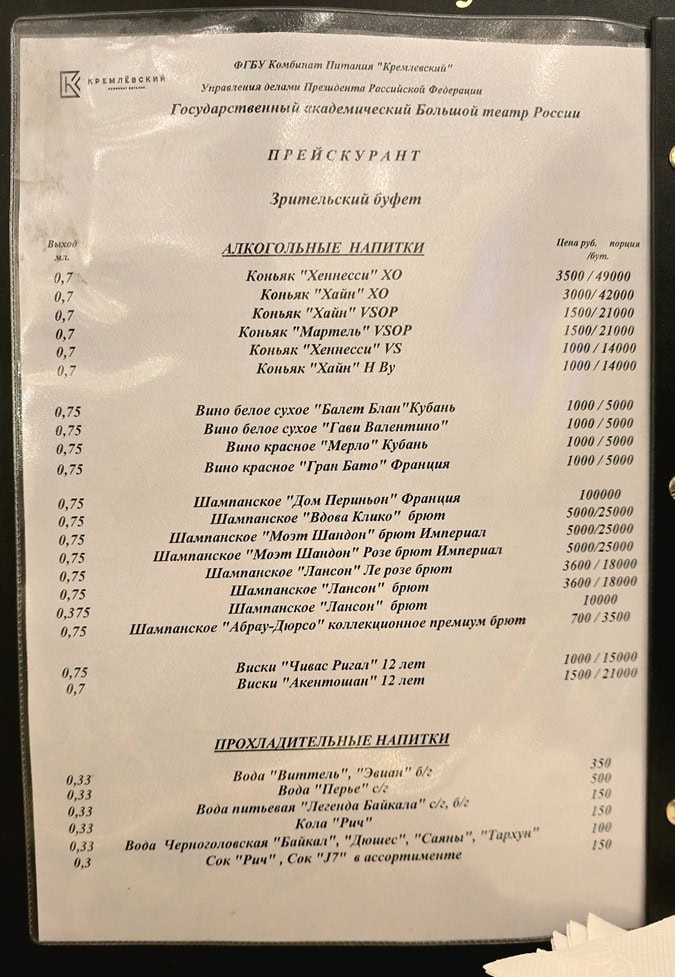 КРЕМЛЁВСКИЙ
ФГБУ Комбинат Питания "Кремлевский"
Управления делами Президента Российской Федерации
Государственный академический Большой театр России
ПРЕЙСКУРАНТ
Зрительский буфет
Выход мл. АЛКОГОЛЬНЫЕ НАПИТКИ Цена руб. порция /бут.
0,7 Коньяк "Хеннесси" XO 3500 / 49000
0,7 Коньяк "Хайн" XO 3000/ 42000
0,7 Коньяк "Хайн" VSOP 1500/ 21000
0,7 Коньяк "Мартель" VSOP 1500/ 21000
0,7 Коньяк "Хеннесси" VS 1000 / 14000
0,7 Коньяк "Хайн" H By 1000 / 14000
0,75 Вино белое сухое "Балет Блан"Кубань 1000 / 5000
0,75 Вино белое сухое "Гави Валентино" 1000 / 5000
0,75 Вино красное "Мерло" Кубань 1000 / 5000
0,75 Вино красное "Гран Бато" Франция 1000 / 5000
0,75 Шампанское "Дом Периньон" Франция 100000
0,75 Шампанское "Вдова Клико" брют 5000/25000
0,75 Шампанское "Моэт Шандон" брют Империал 5000/25000
0,75 Шампанское "Моэт Шандон" Розе брют Империал 5000/25000
0,75 Шампанское "Лансон" Ле розе брют 3600 / 18000
0,75 Шампанское "Лансон" брют 3600 / 18000
0,375 Шампанское "Лансон" брют 10000
0,75 Шампанское "Абрау-Дюрсо" коллекционное премиум брют 700 / 3500
0,75 Виски "Чивас Ригал" 12 лет 1000 / 15000
0,7 Виски "Акентошан" 12 лет 1500 / 21000
ПРОХЛАДИТЕЛЬНЫЕ НАПИТКИ
0,33 Вода "Виттель", "Эвиан" б/г 350
0,33 Вода "Перье" с/г 500
0,33 Вода питьевая "Легенда Байкала" с/г, б/г 150
0,33 Кола "Рич" 150
0,33 Вода Черноголовская "Байкал", "Дюшес", "Саяны", "Тархун" 100
0,3 Сок "Рич" , Сок "J7" в ассортименте 150